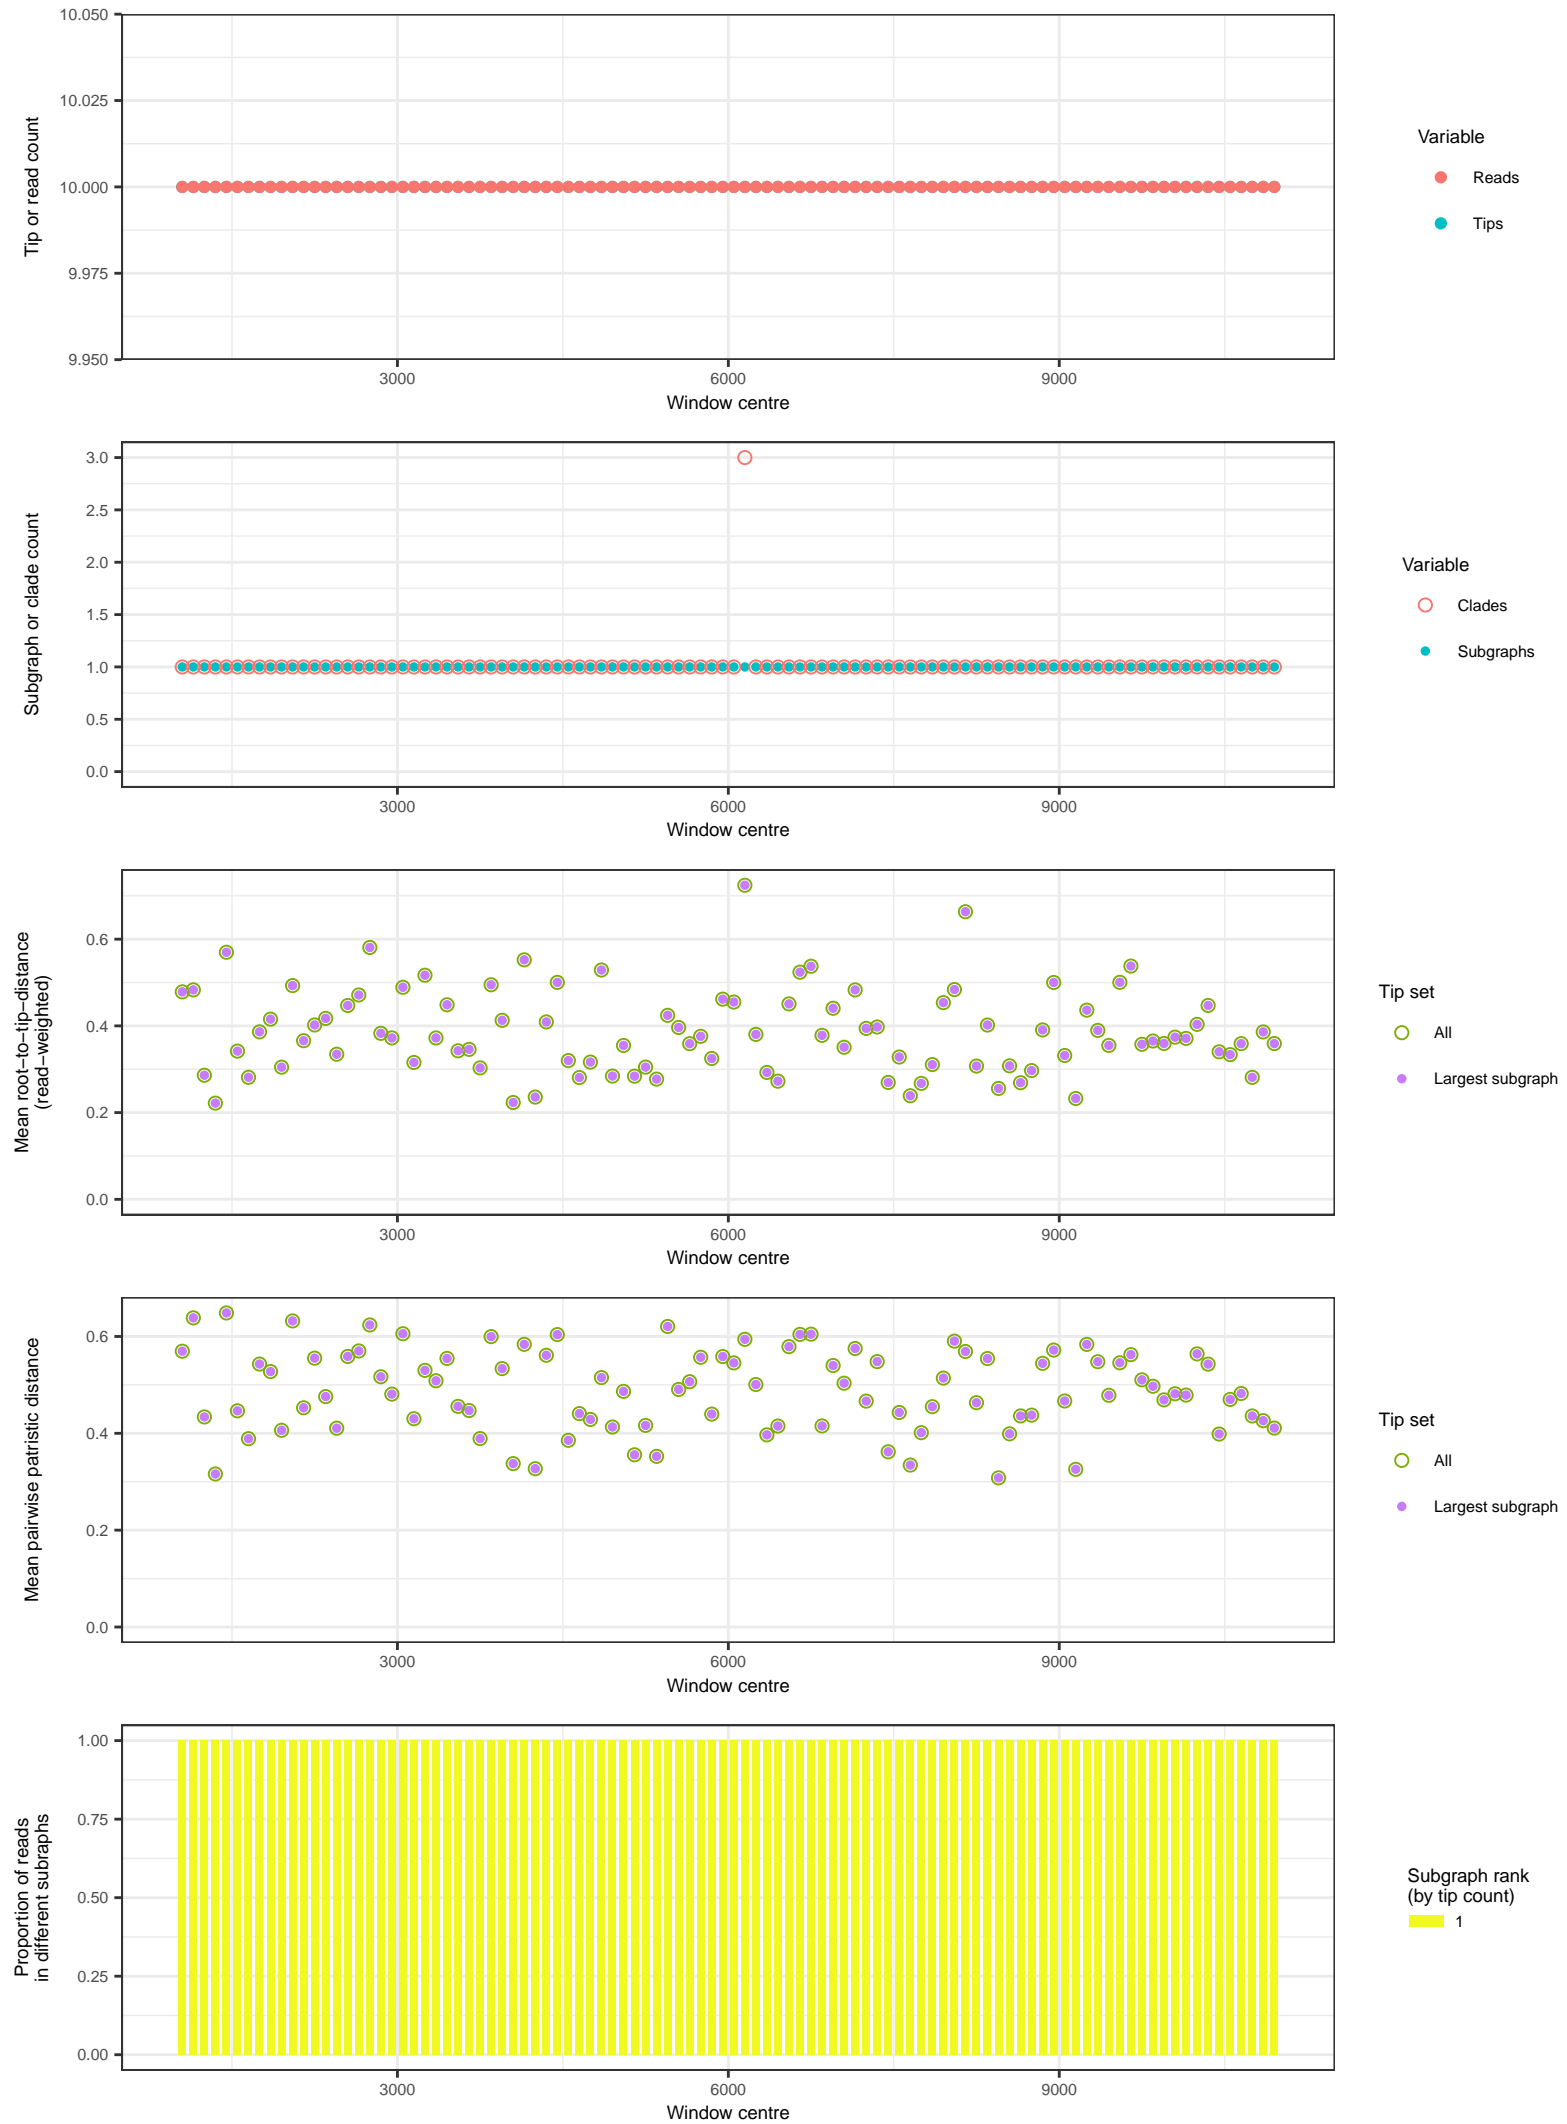 10.050
10.025
10.000
9.975
9.950
Tip or read count
3000
6000
9000
Window centre
Variable
Reads
Tips
3.0
2.5
2.0
1.5
1.0
0.5
0.0
Subgraph or clade count
3000
6000
9000
Window centre
Variable
Clades
Subgraphs
0.6
0.4
0.2
0.0
Mean root−to−tip−distance
(read−weighted)
3000
6000
9000
Window centre
Tip set
All
Largest subgraph
0.6
0.4
0.2
0.0
Mean pairwise patristic distance
3000
6000
9000
Window centre
Tip set
All
Largest subgraph
1.00
0.75
0.50
0.25
0.00
Proportion of reads
in different subraphs
3000
6000
9000
Window centre
Subgraph rank
(by tip count)
1